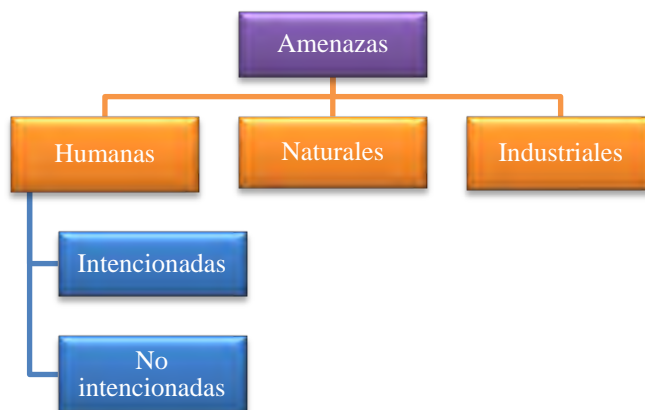 Amenazas
Humanas
Naturales
Industriales
Intencionadas
No
intencionadas